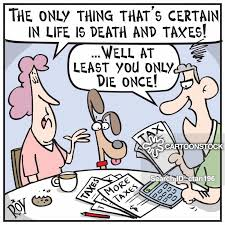 THE ONLY THING THAT'S CERTAIN
IN LIFE IS DEATH AND TAXES!
...WELL AT
LEAST YOU ONLY
DIE ONCE!
TAX
CARTOONSTOCK
TAXES
MORE
TAXES
ROY